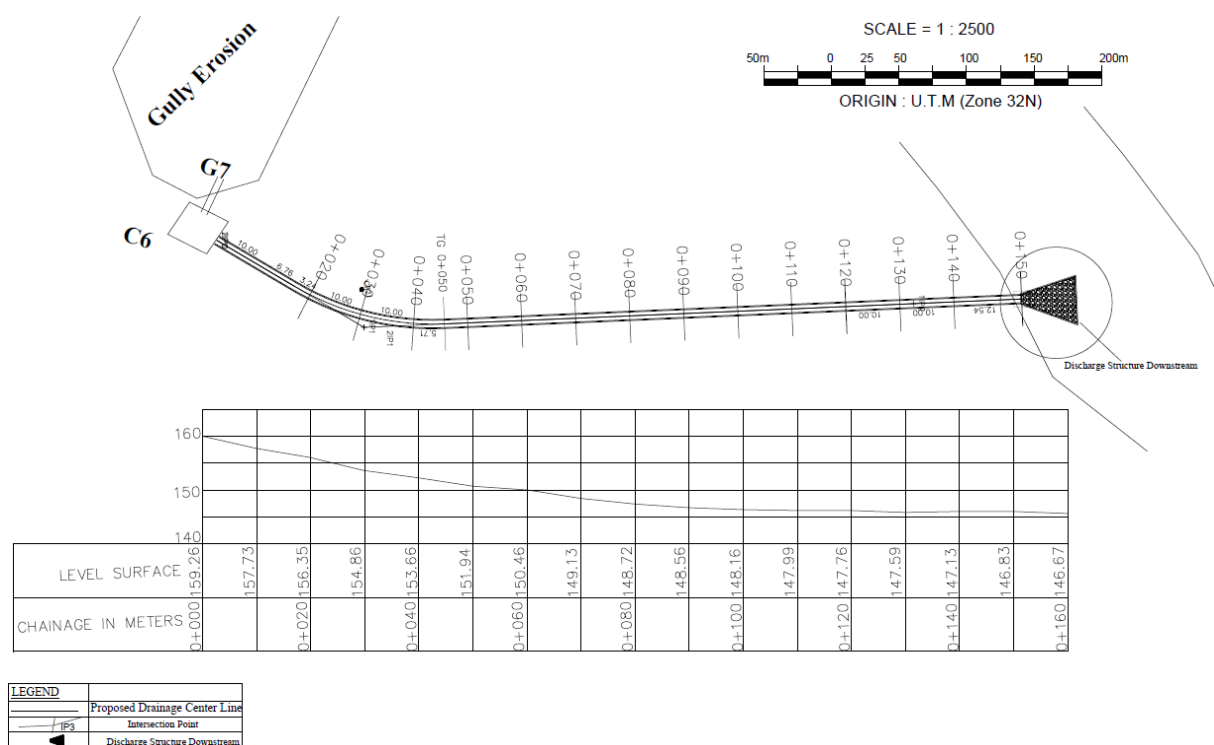 SCALE = 1 : 2500
50m 0 25 50 100 150 200m
ORIGIN : U.T.M (Zone 32N)
Gully Erosion
G7
C6
10.00
6.76
3.24
10.00
10.00
5.71
10.00
10.00
12.54
0+020
0+040
TG 0+050
0+050
0+060
0+070
0+080
0+090
0+100
0+110
0+120
0+130
0+140
0+150
Discharge Structure Downstream
160
150
140
LEVEL SURFACE 159.26 157.73 156.35 154.86 153.66 151.94 150.46 149.13 148.72 148.56 148.16 147.99 147.76 147.59 147.13 146.83 146.67
CHAINAGE IN METERS 0+000 0+020 0+040 0+060 0+080 0+100 0+120 0+140 0+160
LEGEND
Proposed Drainage Center Line
IP3 Intersection Point
Discharge Structure Downstream